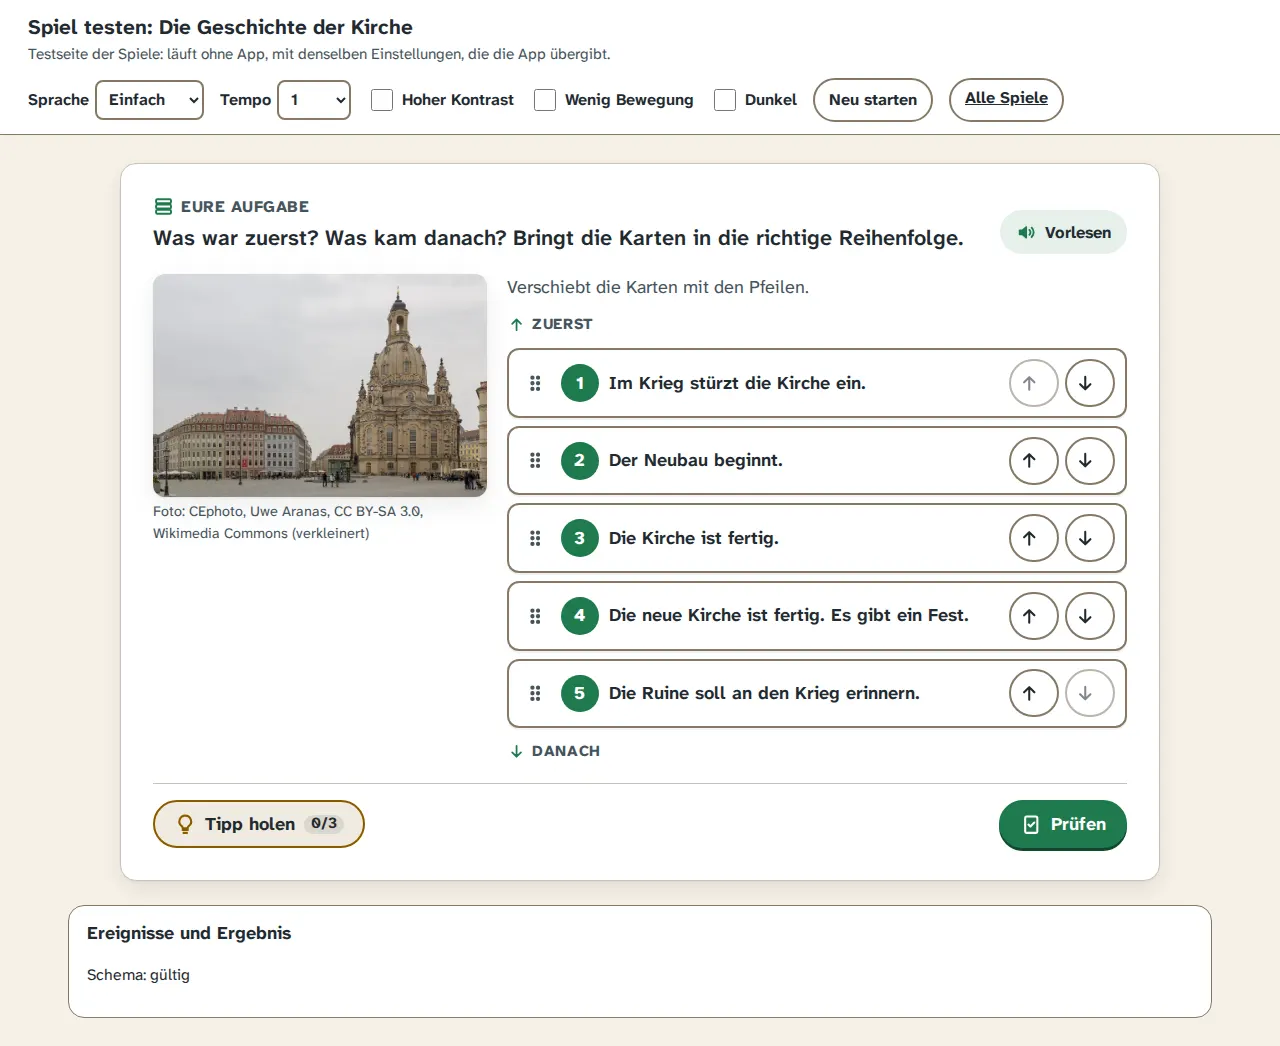 Spiel testen: Die Geschichte der Kirche
Testseite der Spiele: läuft ohne App, mit denselben Einstellungen, die die App übergibt.
Sprache Einfach Tempo 1 Hoher Kontrast Wenig Bewegung Dunkel Neu starten Alle Spiele
EURE AUFGABE
Was war zuerst? Was kam danach? Bringt die Karten in die richtige Reihenfolge.
Vorlesen
Verschiebt die Karten mit den Pfeilen.
ZUERST
1 Im Krieg stürzt die Kirche ein.
2 Der Neubau beginnt.
3 Die Kirche ist fertig.
4 Die neue Kirche ist fertig. Es gibt ein Fest.
5 Die Ruine soll an den Krieg erinnern.
DANACH
Foto: CEphoto, Uwe Aranas, CC BY-SA 3.0,
Wikimedia Commons (verkleinert)
Tipp holen 0/3
Prüfen
Ereignisse und Ergebnis
Schema: gültig